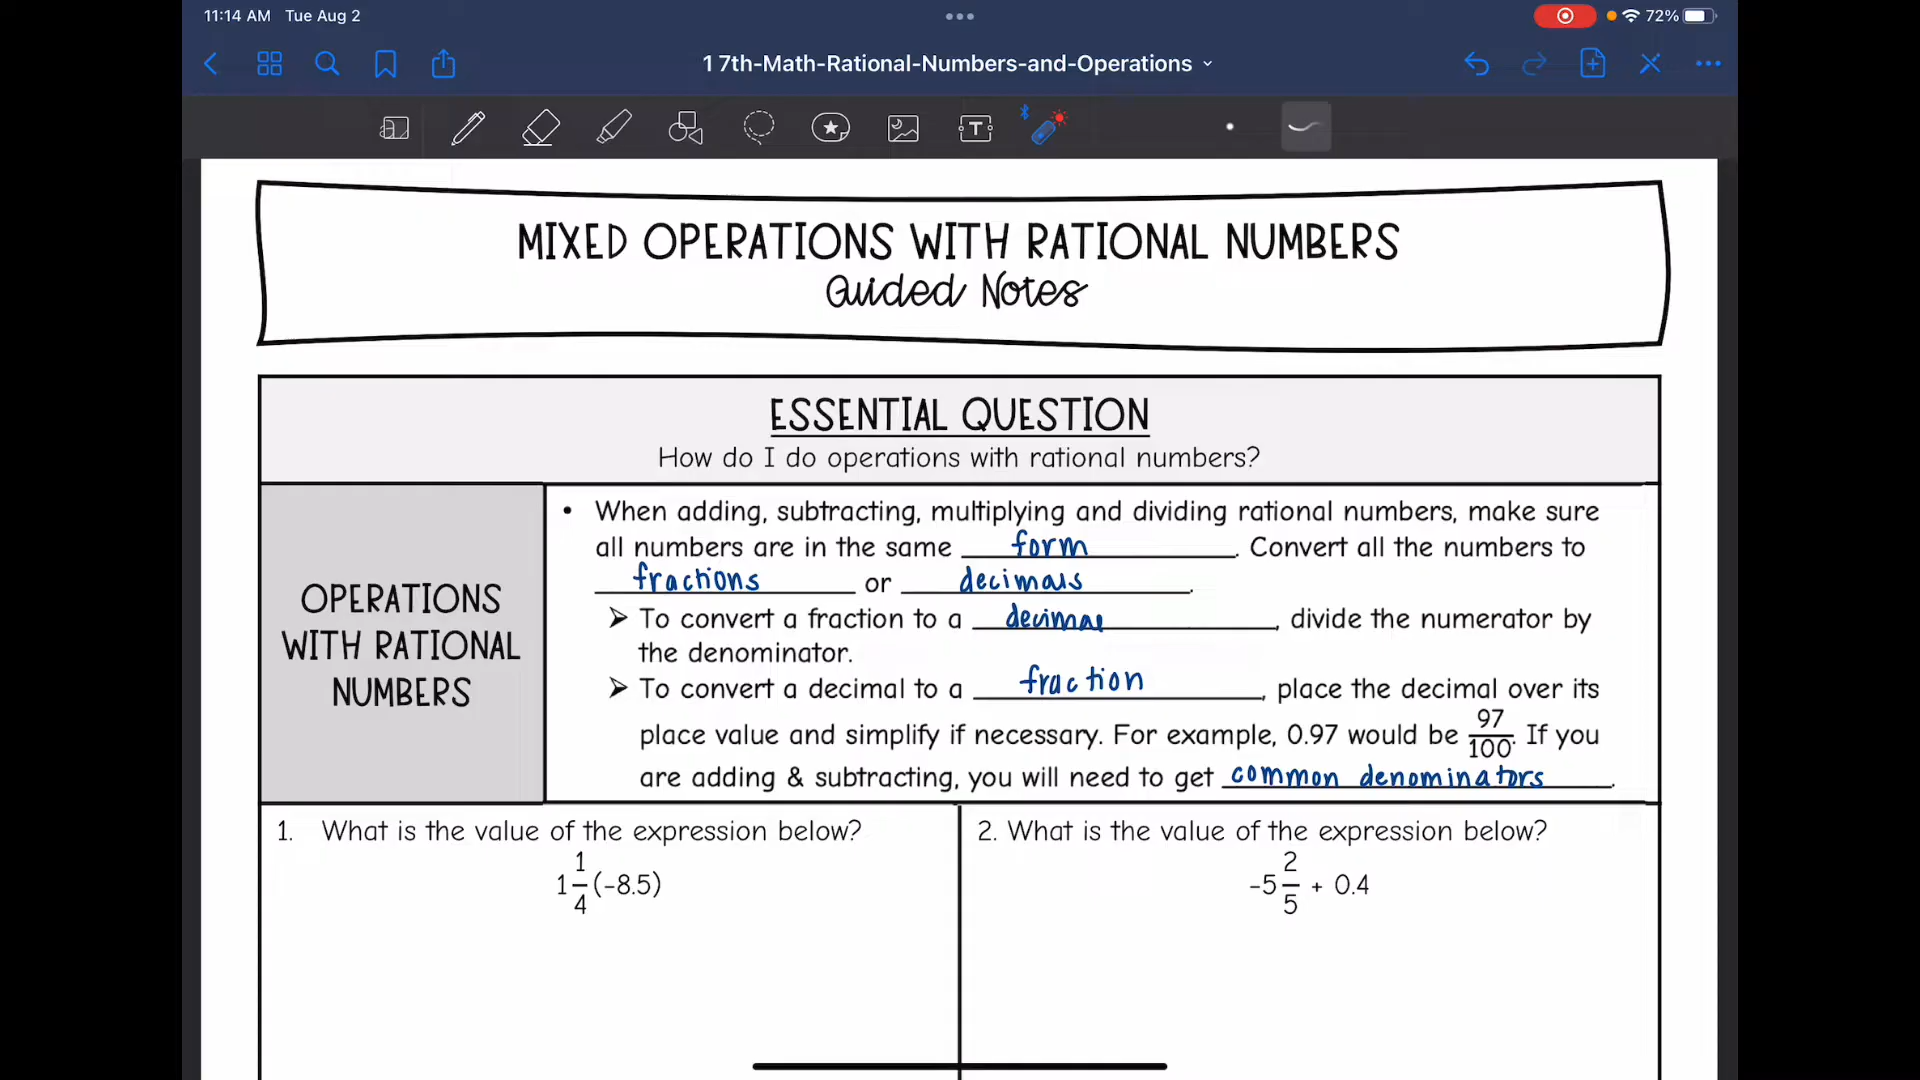 11:14 AM Tue Aug 2
72%
1 7th-Math-Rational-Numbers-and-Operations
T
MIXED OPERATIONS WITH RATIONAL NUMBERS
Guided Notes
ESSENTIAL QUESTION
How do I do operations with rational numbers?
OPERATIONS
WITH RATIONAL
NUMBERS
• When adding, subtracting, multiplying and dividing rational numbers, make sure
all numbers are in the same form. Convert all the numbers to
fractions or decimals.
➢ To convert a fraction to a decimal, divide the numerator by
the denominator.
➢ To convert a decimal to a fraction, place the decimal over its
place value and simplify if necessary. For example, 0.97 would be 97/100. If you
are adding & subtracting, you will need to get common denominators.
1. What is the value of the expression below?
1 1/4 (-8.5)
2. What is the value of the expression below?
-5 2/5 + 0.4